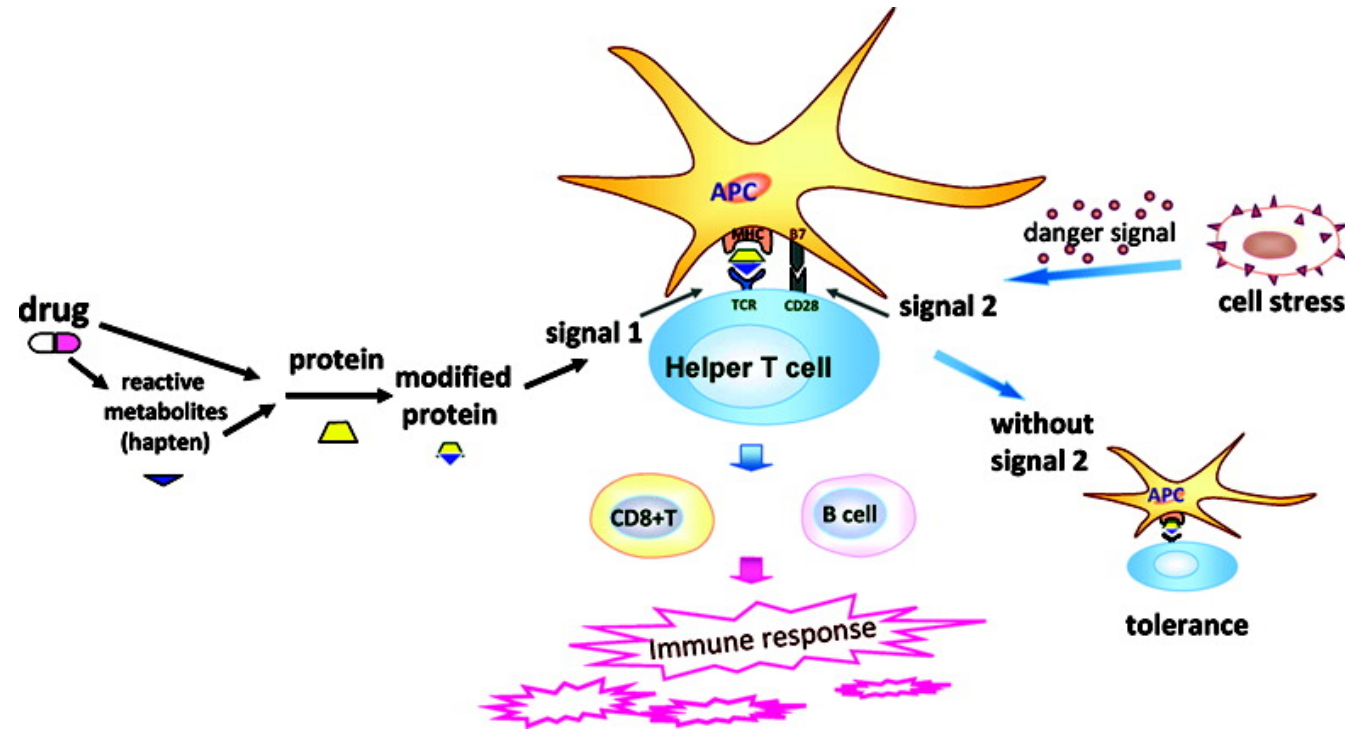 drug
reactive
metabolites
(hapten)
protein
modified
protein
signal 1
APC
MHC
B7
TCR
CD28
Helper T cell
signal 2
danger signal
cell stress
without
signal 2
APC
tolerance
CD8+T
B cell
Immune response